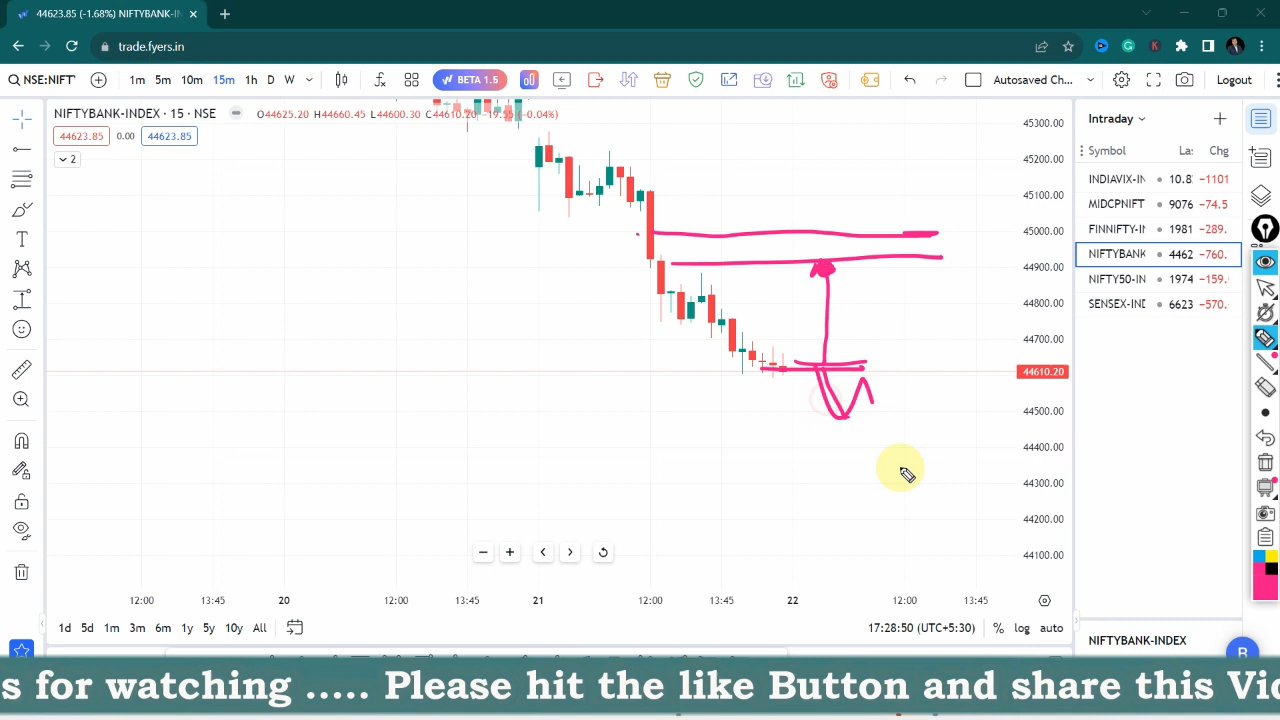 44623.85 (-1.68%) NIFTYBANK-IN
trade.fyers.in
NSE:NIFT
1m 5m 10m 15m 1h D W
BETA 1.5
Autosaved Ch...
Logout
NIFTYBANK-INDEX · 15 · NSE
O44625.20 H44660.45 L44600.30 C44610.20 -19.55 (-0.04%)
44623.85 0.00 44623.85
2
45300.00
45200.00
45100.00
45000.00
44900.00
44800.00
44700.00
44610.20
44500.00
44400.00
44300.00
44200.00
44100.00
Intraday
Symbol La: Chg
INDIAVIX-IN 10.8 -1101
MIDCPNIFT 9076 -74.5
FINNIFTY-IN 1981 -289.
NIFTYBANK 4462 -760.
NIFTY50-IN 1974 -159.
SENSEX-IND 6623 -570.
12:00 13:45 20 12:00 13:45 21 12:00 13:45 22 12:00 13:45
1d 5d 1m 3m 6m 1y 5y 10y All
17:28:50 (UTC+5:30) % log auto
NIFTYBANK-INDEX
s for watching ..... Please hit the like Button and share this Vid